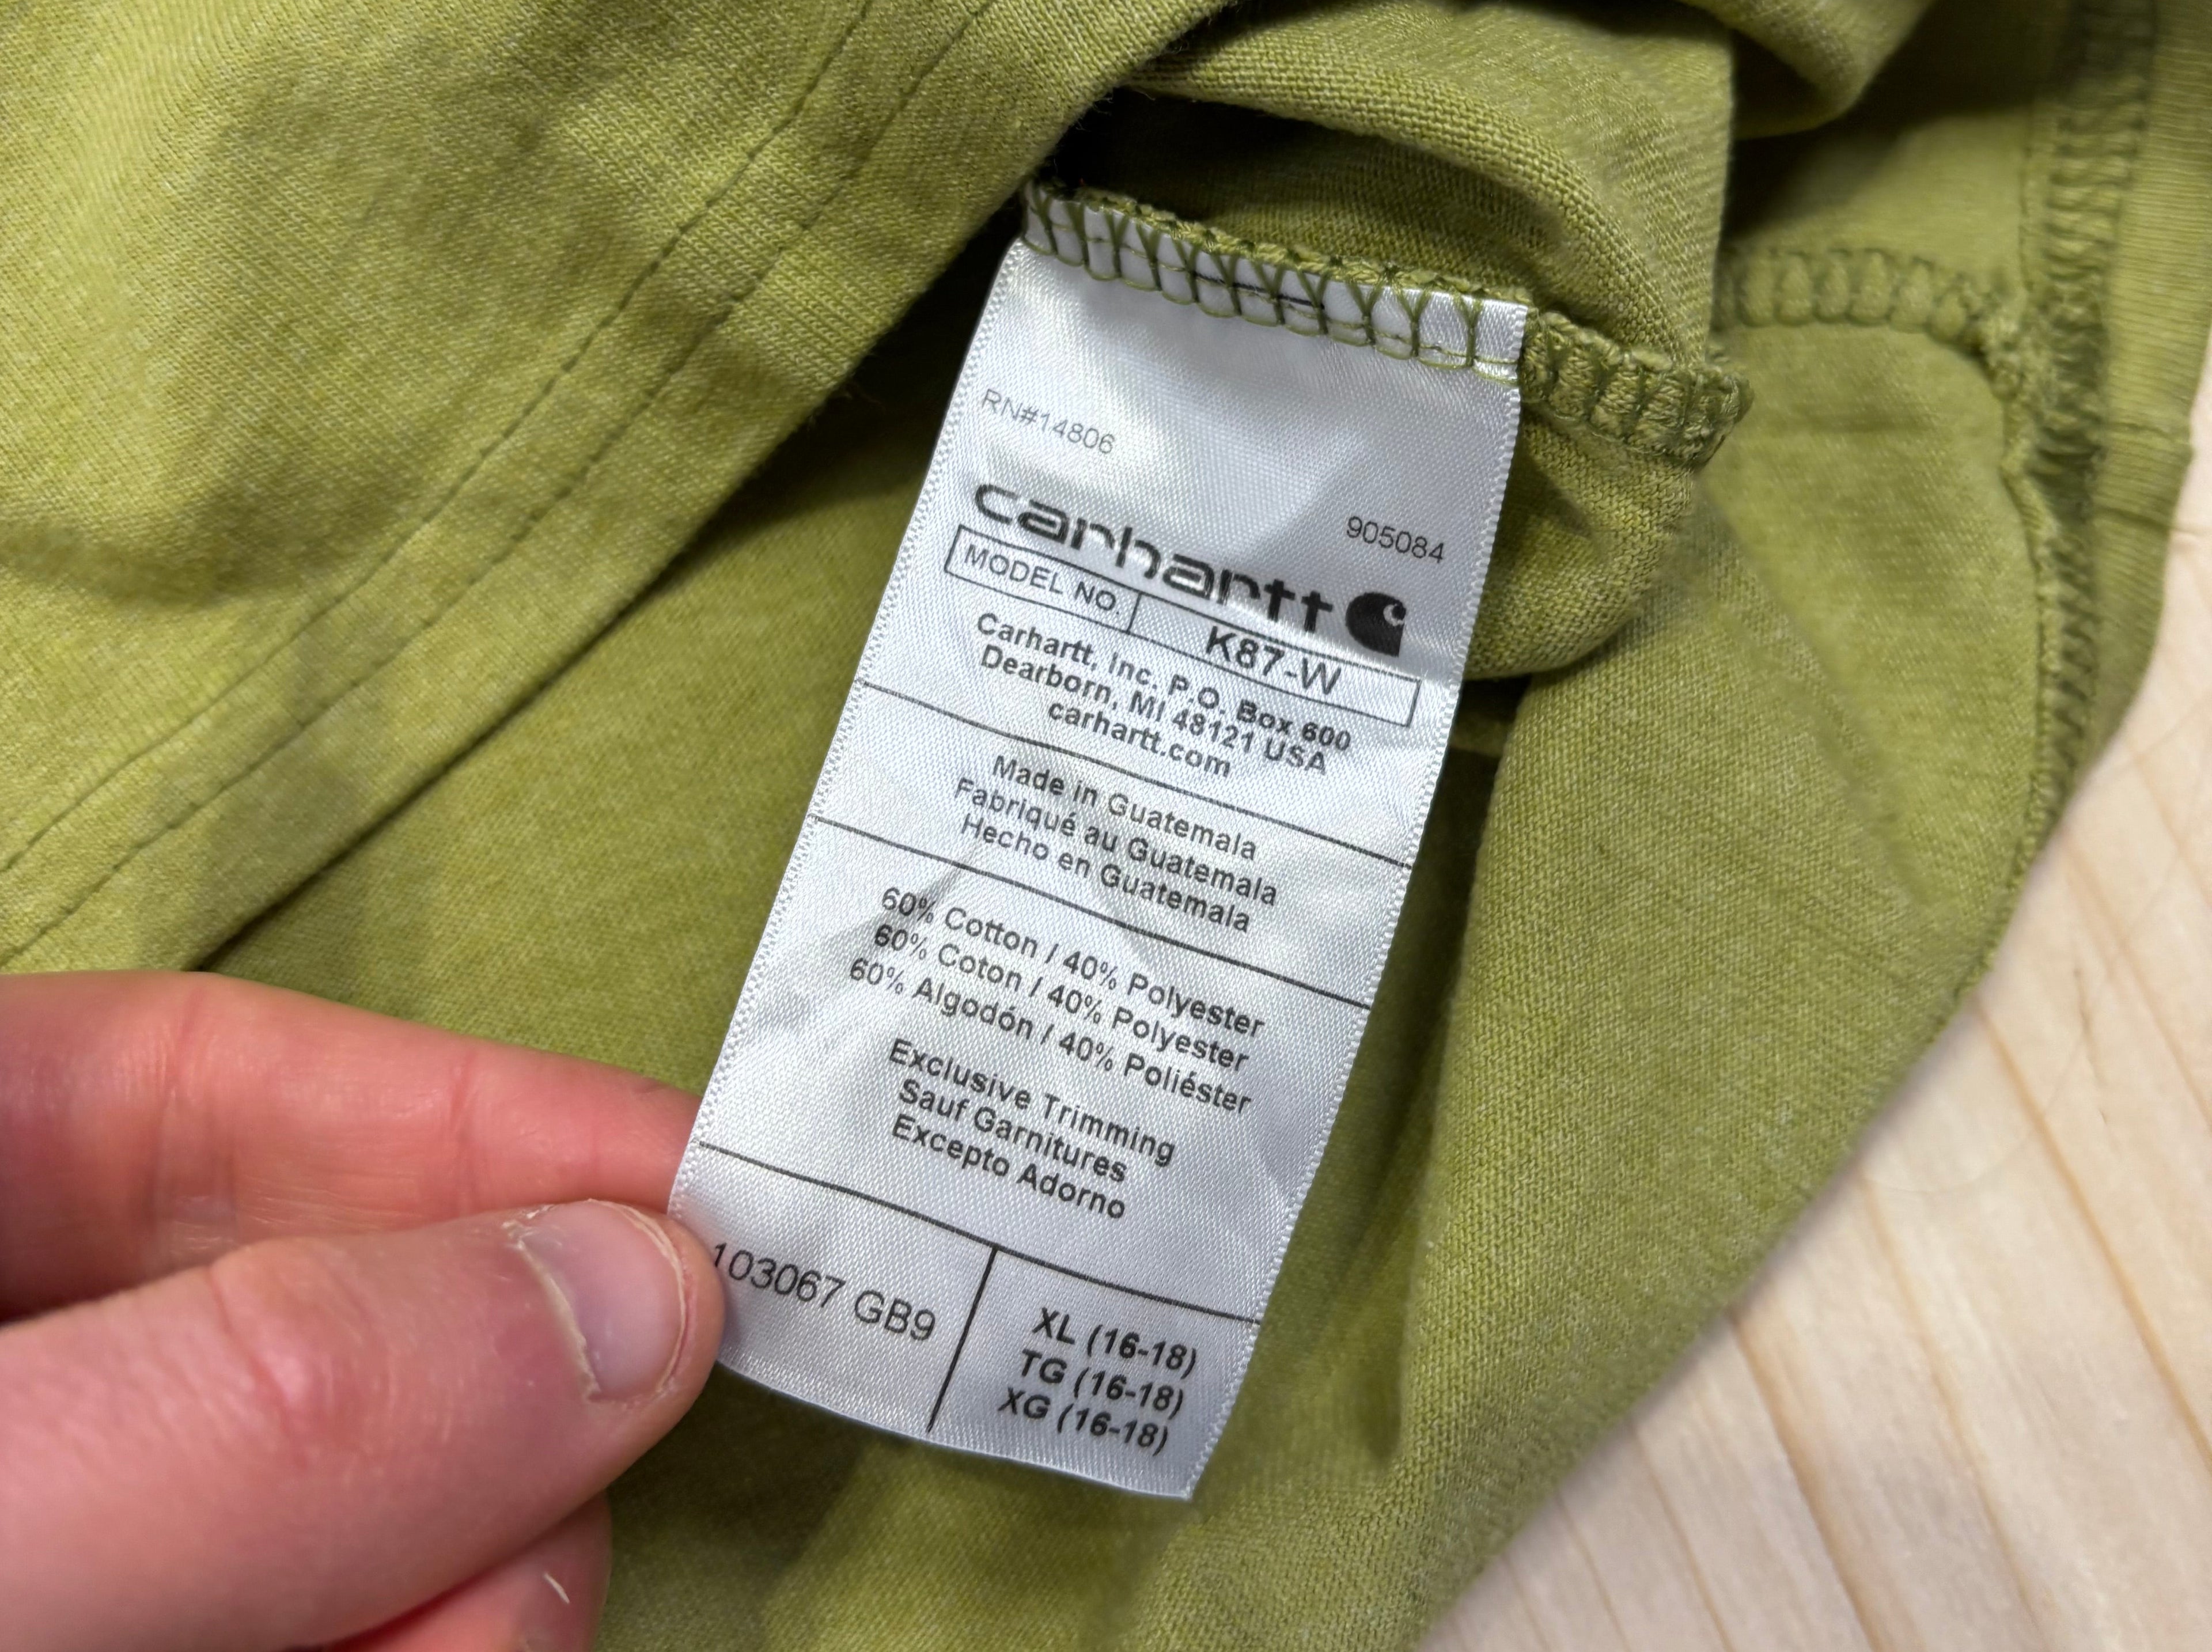 RN#14806
905084
carhartt
MODEL NO K87-W
Carhartt, Inc. P.O. Box 600
Dearborn, MI 48121 USA
carhartt.com
Made in Guatemala
Fabriqué au Guatemala
Hecho en Guatemala
60% Cotton / 40% Polyester
60% Coton / 40% Polyester
60% Algodón / 40% Poliéster
Exclusive Trimming
Sauf Garnitures
Excepto Adorno
103067 GB9
XL (16-18)
TG (16-18)
XG (16-18)